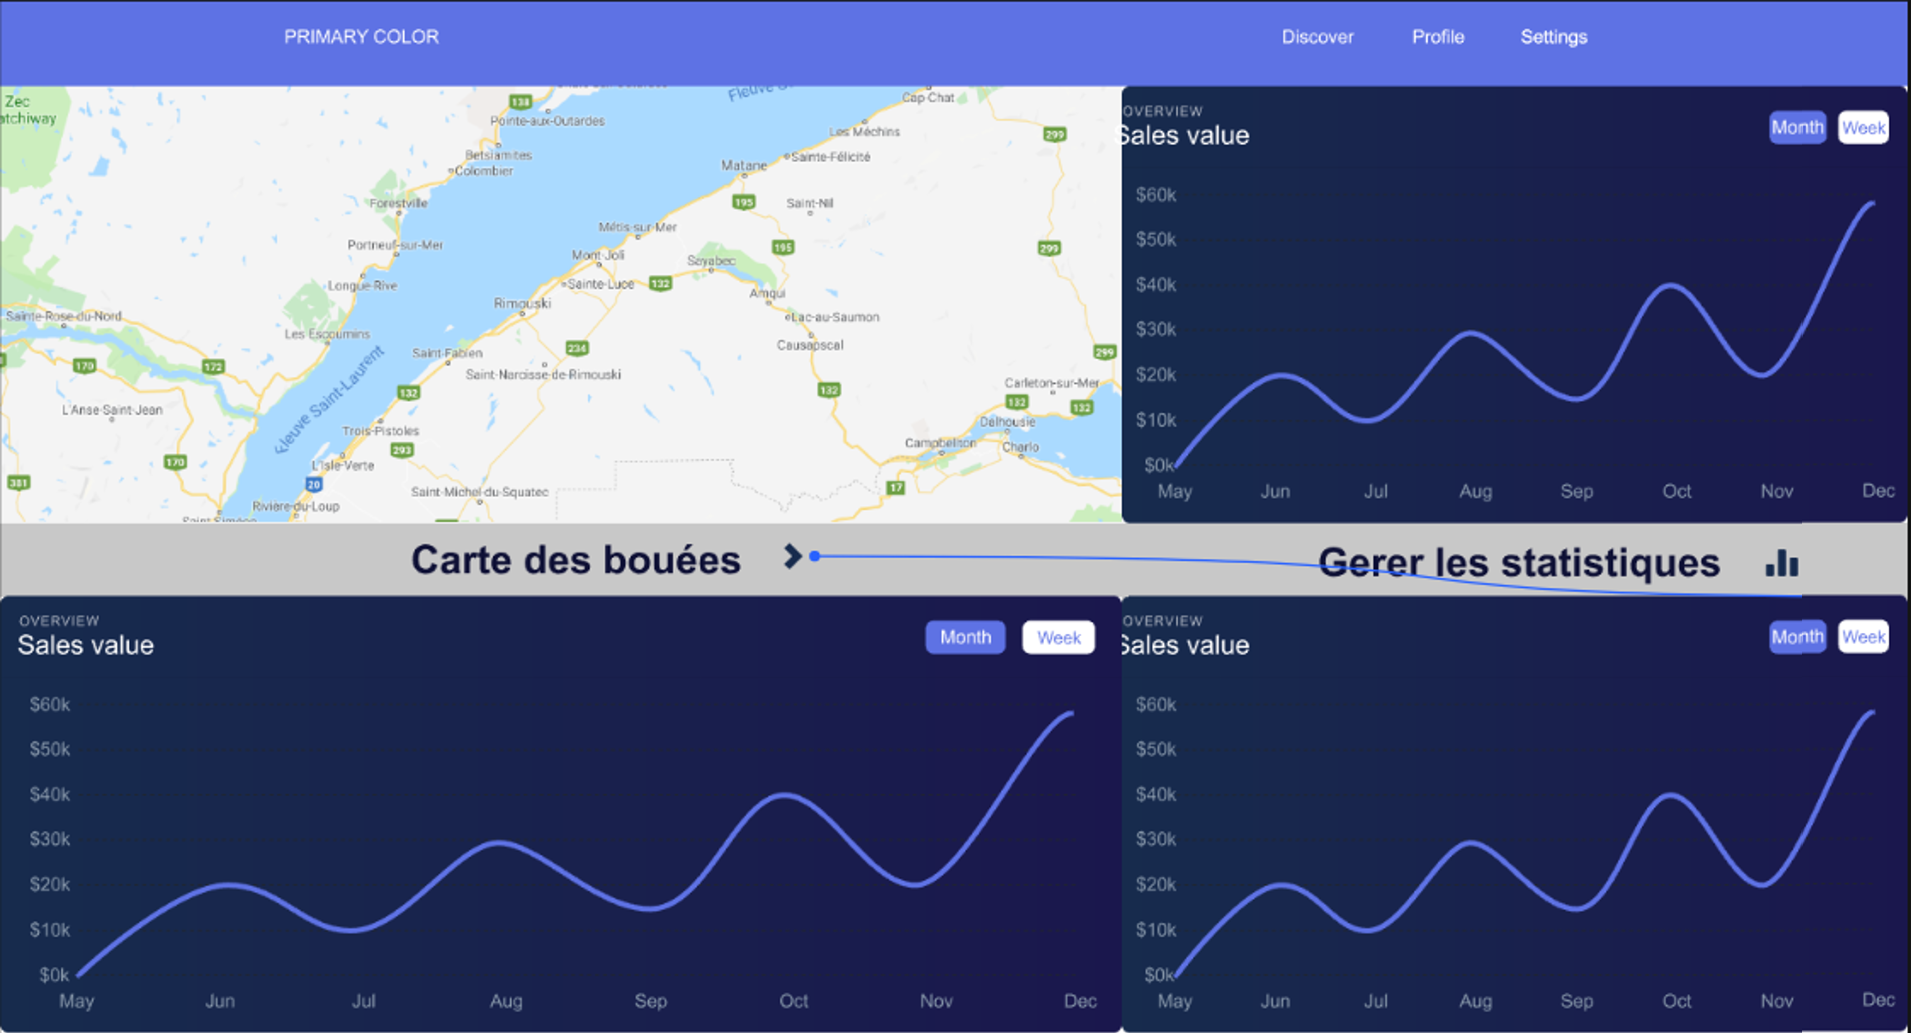 PRIMARY COLOR
Discover Profile Settings
Zec
atchiway
138
Pointe-aux-Outardes
Cap-Chat
Les Méchins
299
Betsiamites
Colombier
Matane
Sainte-Félicité
Forestville
195
Saint-Nil
Métis-sur-Mer
Portneuf-sur-Mer
195
299
Mont-Joli
Sayabec
Longue-Rive
Sainte-Luce
132
Amqui
Rimouski
Sainte-Rose-du-Nord
Lac-au-Saumon
Les Escoumins
Causapscal
Saint-Fabien
234
299
170
172
Saint-Narcisse-de-Rimouski
Fleuve Saint-Laurent
132
132
Carleton-sur-Mer
132
132
L'Anse-Saint-Jean
Dalhousie
Trois-Pistoles
Campbellton
Charlo
293
170
L'Isle-Verte
381
20
17
Saint-Michel-du-Squatec
Rivière-du-Loup
Saint-Siméon
OVERVIEW
Sales value
Month Week
$60k
$50k
$40k
$30k
$20k
$10k
$0k
May Jun Jul Aug Sep Oct Nov Dec
Carte des bouées
Gerer les statistiques
OVERVIEW
Sales value
Month Week
$60k
$50k
$40k
$30k
$20k
$10k
$0k
May Jun Jul Aug Sep Oct Nov Dec
OVERVIEW
Sales value
Month Week
$60k
$50k
$40k
$30k
$20k
$10k
$0k
May Jun Jul Aug Sep Oct Nov Dec